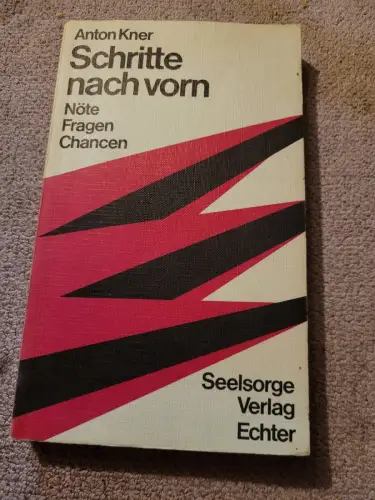 Anton Kner
Schritte
nach vorn
Nöte
Fragen
Chancen
Seelsorge
Verlag
Echter